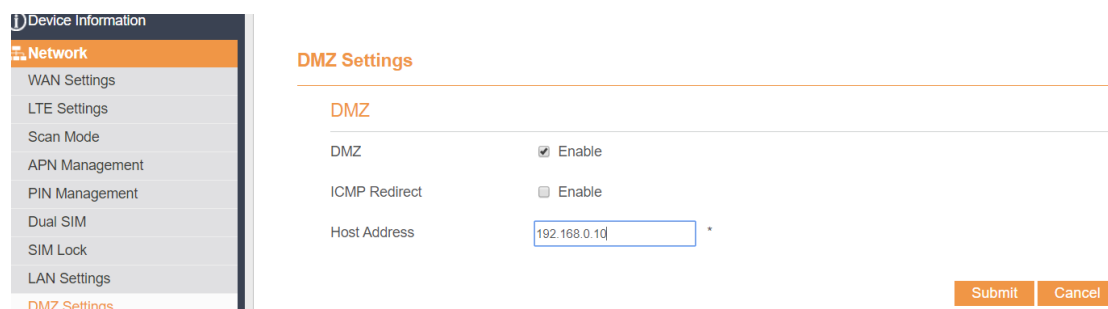 Device Information
Network
WAN Settings
LTE Settings
Scan Mode
APN Management
PIN Management
Dual SIM
SIM Lock
LAN Settings
DMZ Settings
DMZ Settings
DMZ
DMZ Enable
ICMP Redirect Enable
Host Address 192.168.0.10 *
Submit Cancel